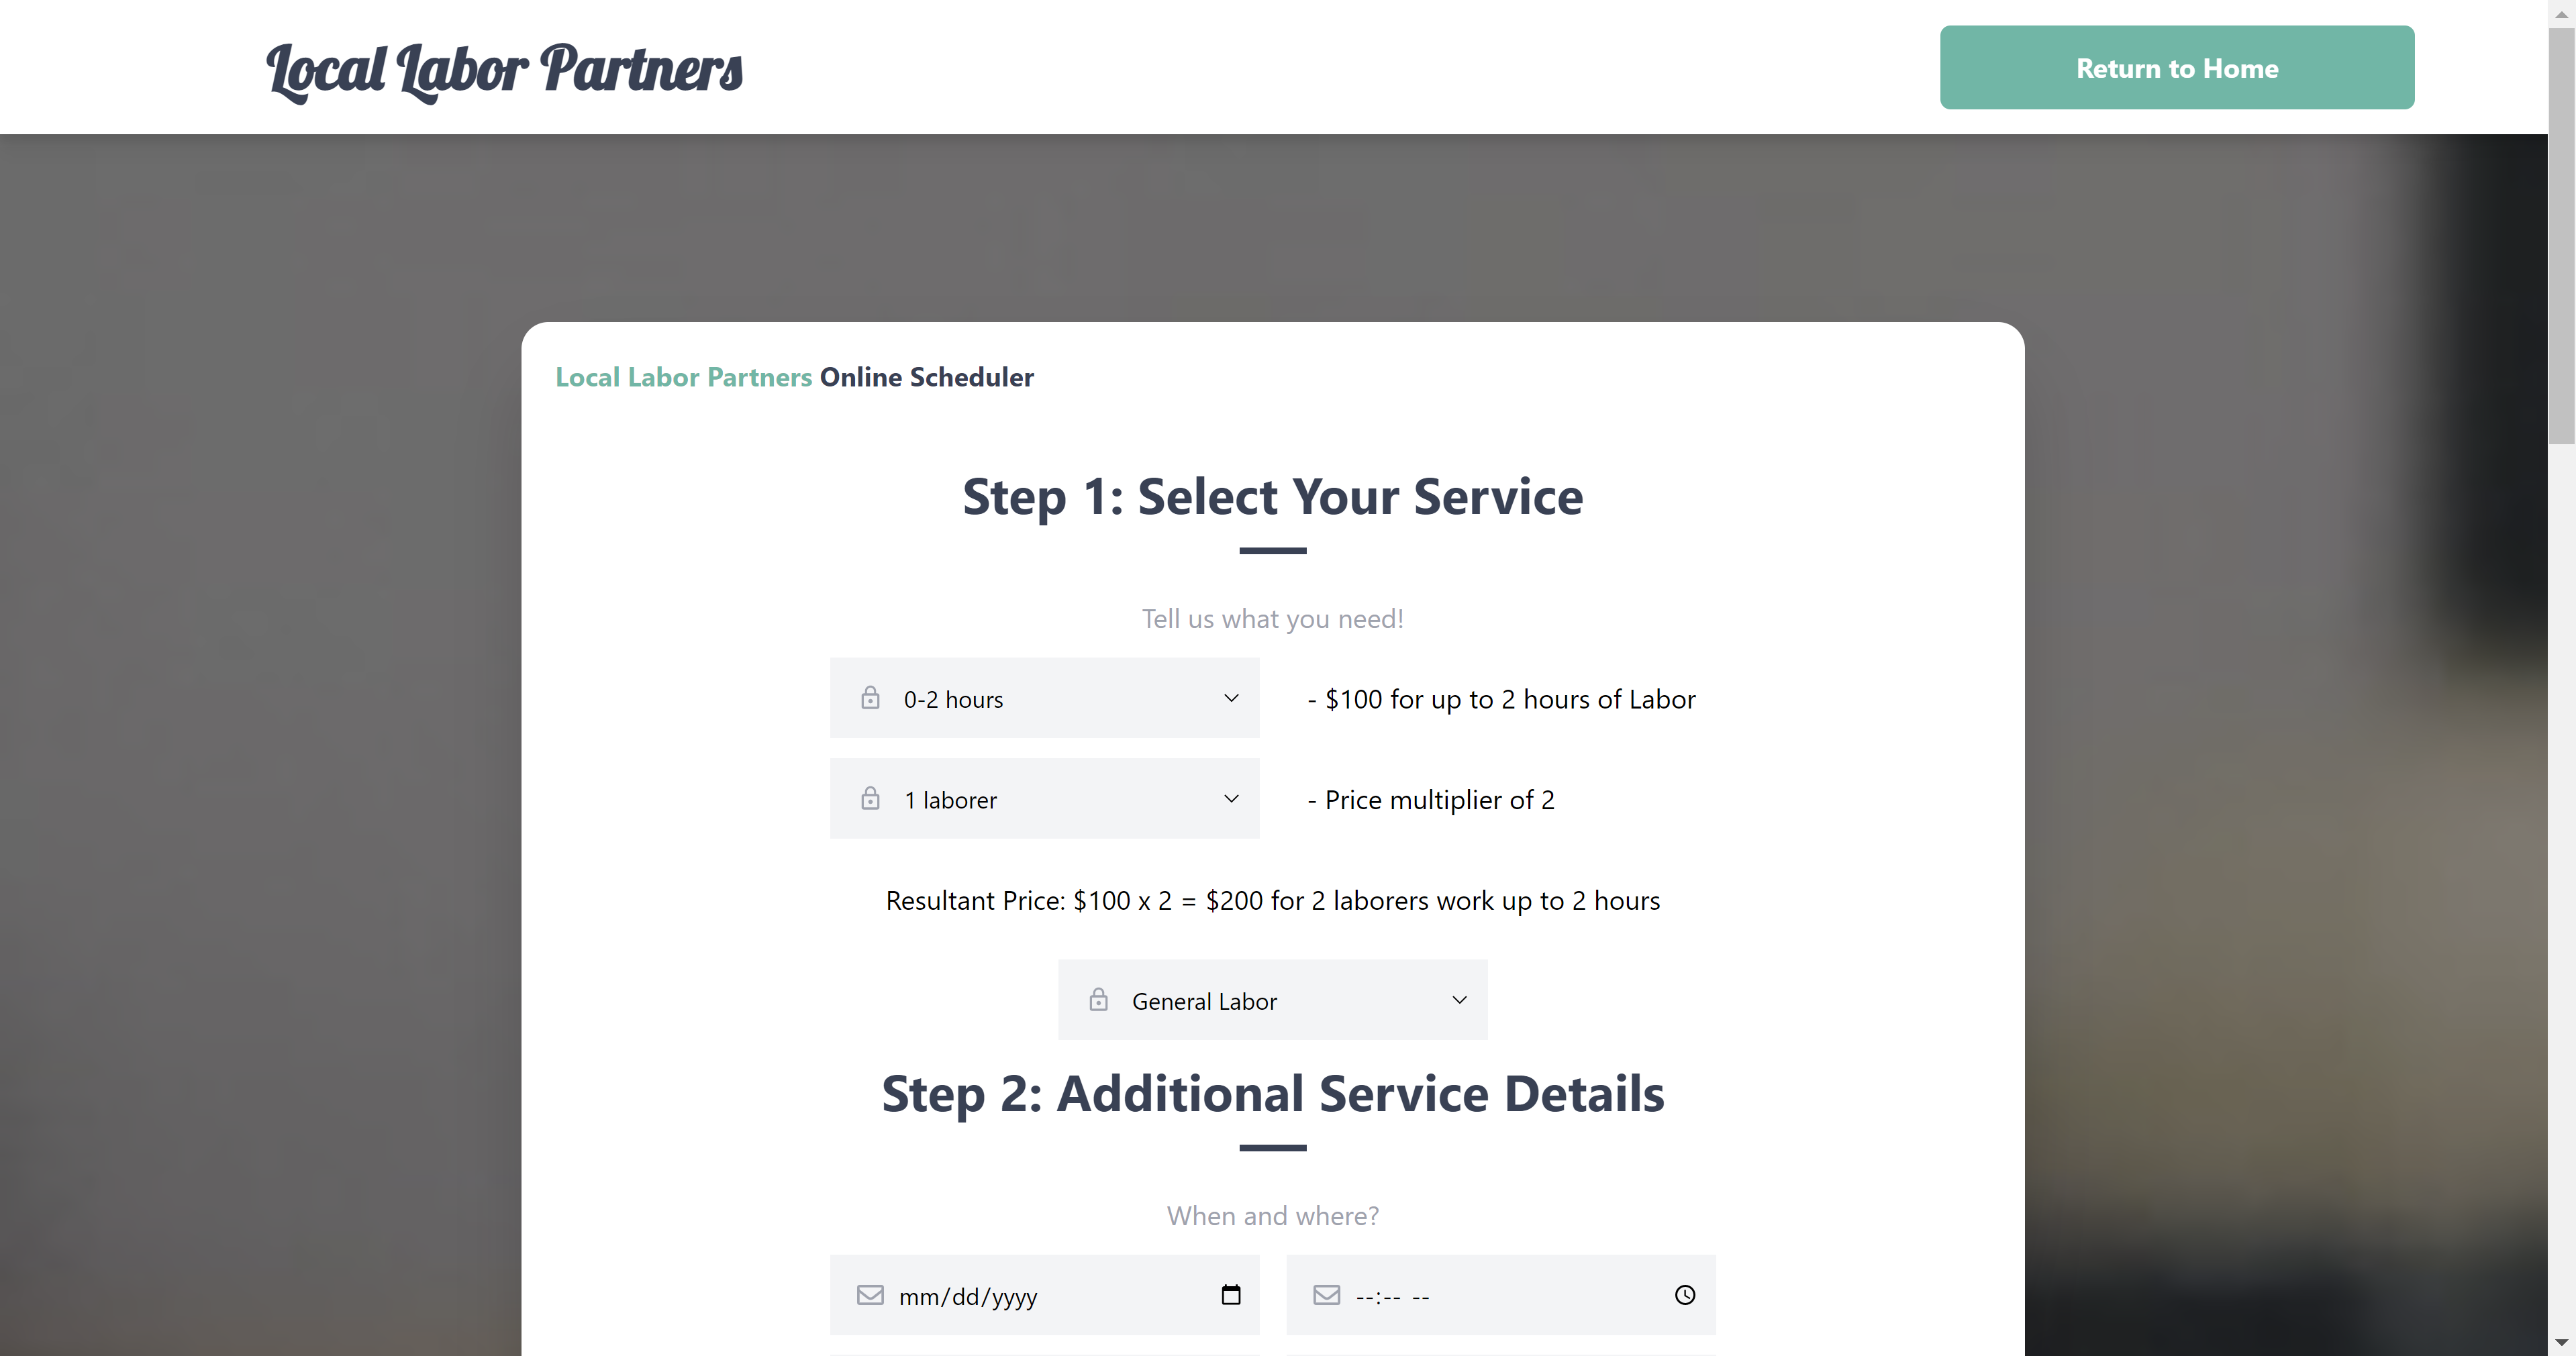 Local Labor Partners
Return to Home
Local Labor Partners Online Scheduler
Step 1: Select Your Service
Tell us what you need!
0-2 hours
- $100 for up to 2 hours of Labor
1 laborer
- Price multiplier of 2
Resultant Price: $100 x 2 = $200 for 2 laborers work up to 2 hours
General Labor
Step 2: Additional Service Details
When and where?
mm/dd/yyyy
--:-- --